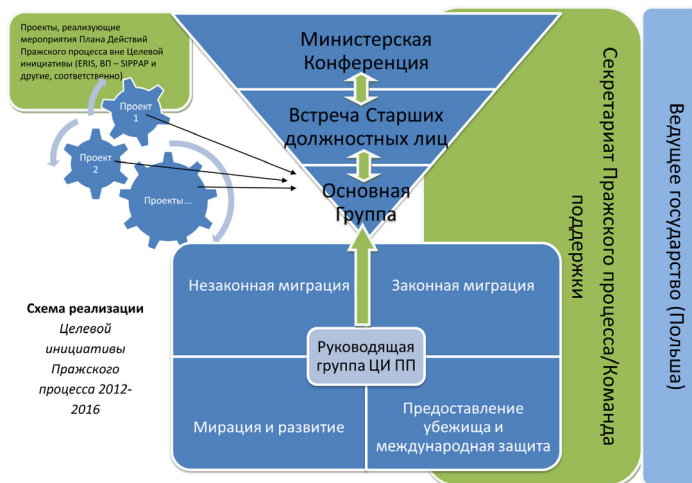 Проекты, реализующие
мероприятия Плана Действий
Пражского процесса вне Целевой
инициативы (ERIS, ВП – SIPPAP и
другие, соответственно)
Проект
1
Проект
2
Проекты...
Министерская
Конференция
Встреча Старших
должностных лиц
Основная
Группа
Незаконная миграция
Законная миграция
Руководящая
группа ЦИ ПП
Мирация и развитие
Предоставление
убежища и
международная защита
Схема реализации
Целевой
инициативы
Пражского
процесса 2012-
2016
Секретариат Пражского процесса/Команда
поддержки
Ведущее государство (Польша)